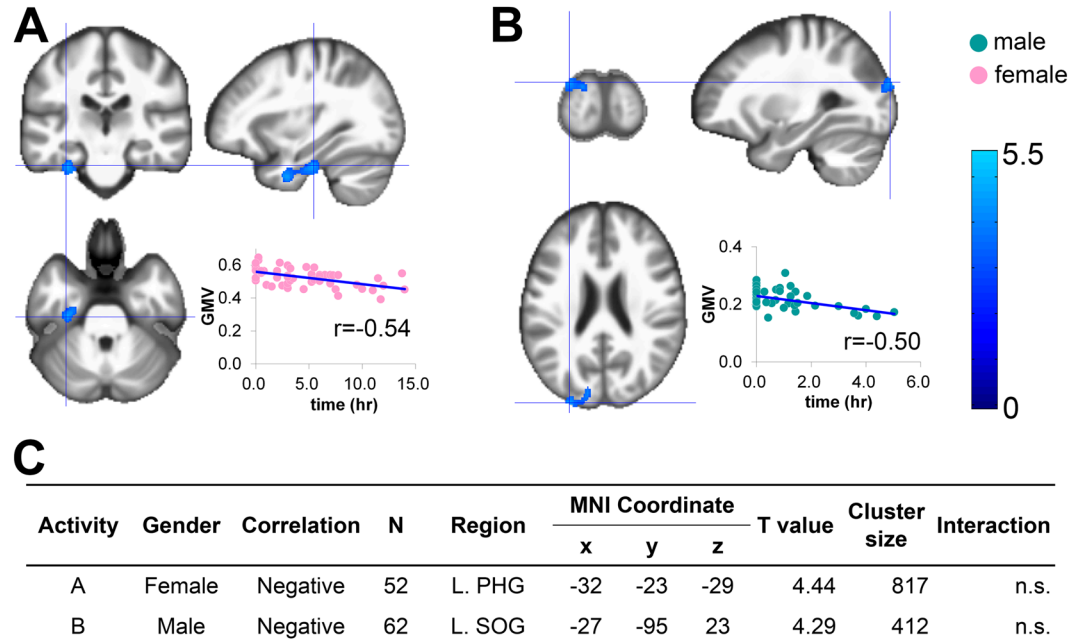 A
B
male
female
5.5
0
0.6
0.4
0.2
0.0
GMV
r=-0.54
0.0 5.0 10.0 15.0
time (hr)
0.4
0.2
0.0
GMV
r=-0.50
0.0 2.0 4.0 6.0
time (hr)
C
Activity Gender Correlation N Region MNI Coordinate T value Cluster size Interaction
x y z
A Female Negative 52 L. PHG -32 -23 -29 4.44 817 n.s.
B Male Negative 62 L. SOG -27 -95 23 4.29 412 n.s.